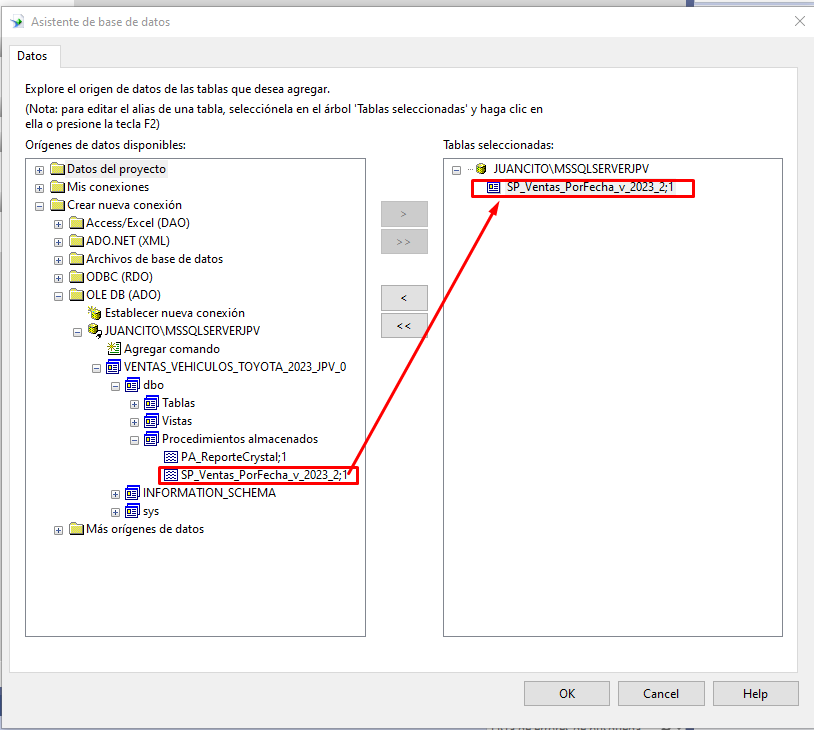 Asistente de base de datos
Datos
Explore el origen de datos de las tablas que desea agregar.
(Nota: para editar el alias de una tabla, selecciónela en el árbol 'Tablas seleccionadas' y haga clic en
ella o presione la tecla F2)
Orígenes de datos disponibles:
Datos del proyecto
Mis conexiones
Crear nueva conexión
Access/Excel (DAO)
ADO.NET (XML)
Archivos de base de datos
ODBC (RDO)
OLE DB (ADO)
Establecer nueva conexión
JUANCITO\MSSQLSERVERJPV
Agregar comando
VENTAS_VEHICULOS_TOYOTA_2023_JPV_0
dbo
Tablas
Vistas
Procedimientos almacenados
PA_ReporteCrystal;1
SP_Ventas_PorFecha_v_2023_2;1
INFORMATION_SCHEMA
sys
Más orígenes de datos
>
>>
<
<<
Tablas seleccionadas:
JUANCITO\MSSQLSERVERJPV
SP_Ventas_PorFecha_v_2023_2;1
OK
Cancel
Help